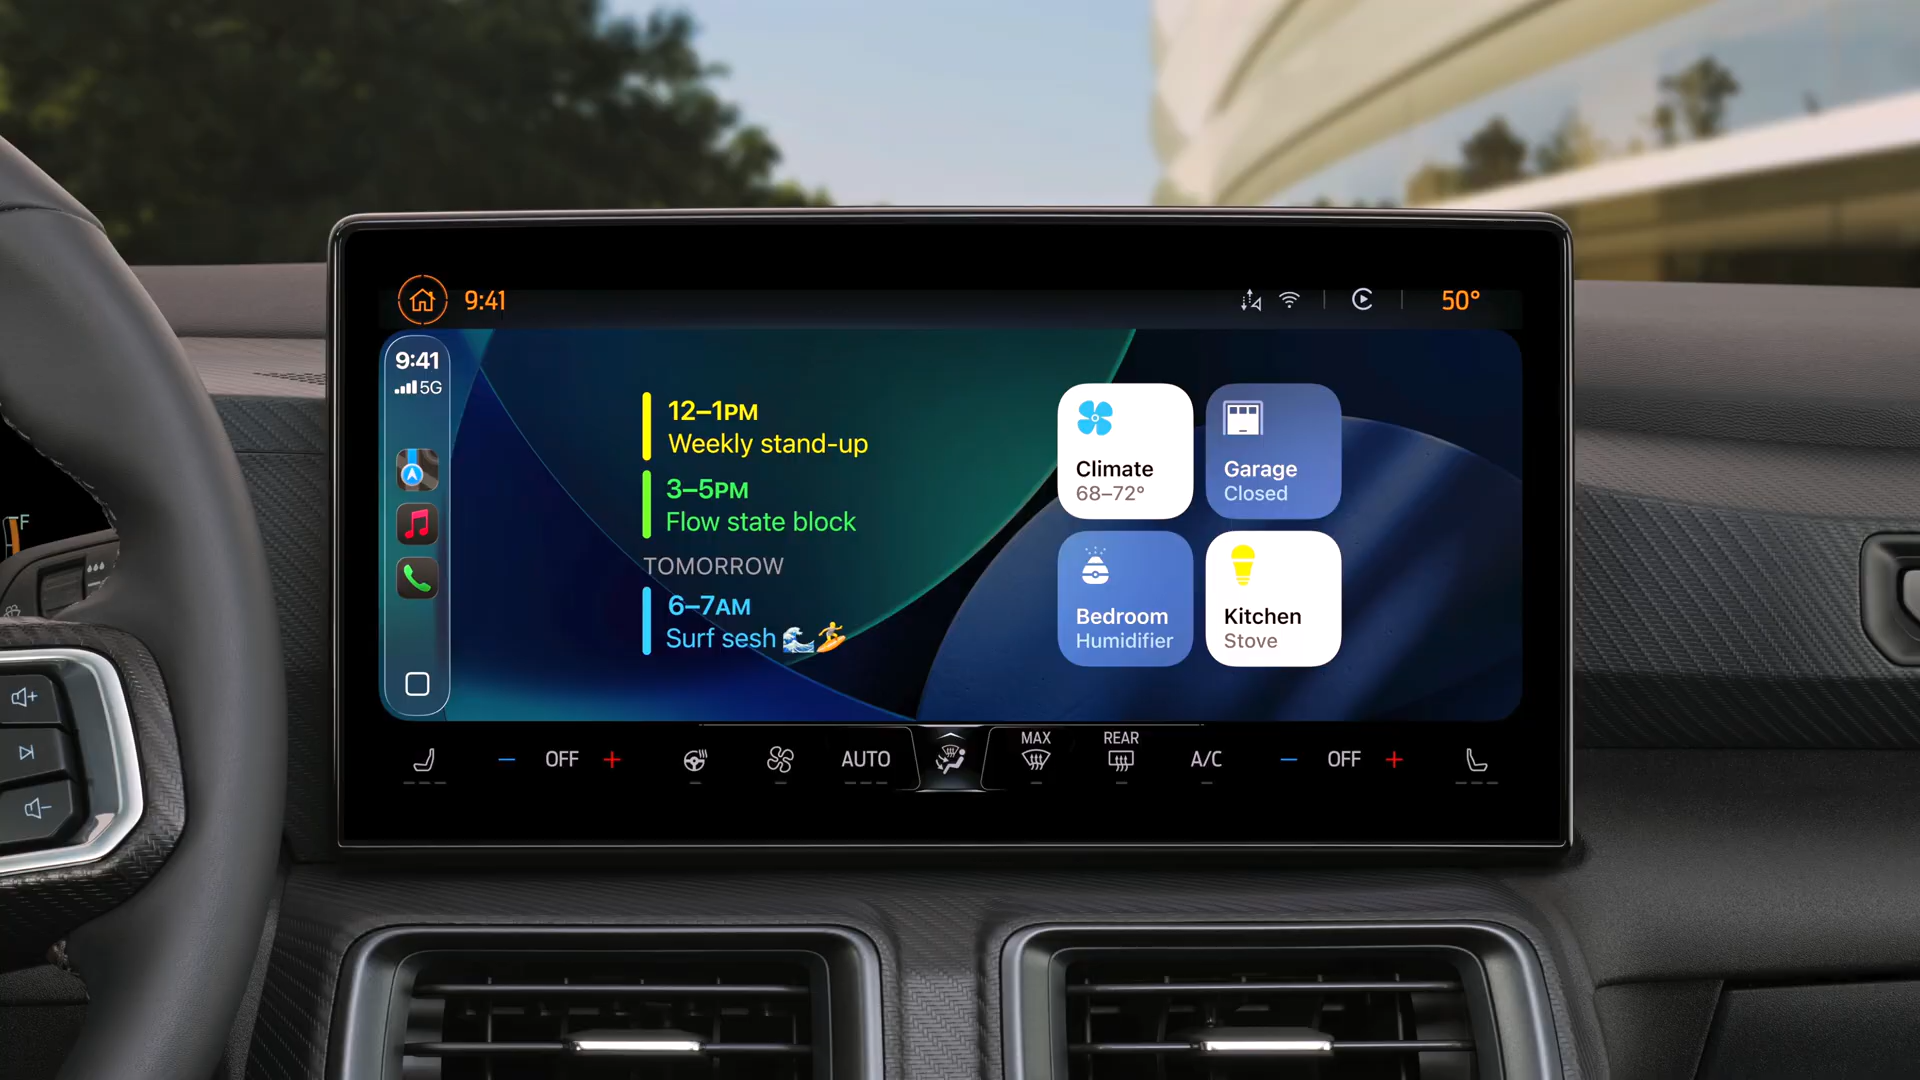 9:41
50°
9:41
5G
12–1PM
Weekly stand-up
3–5PM
Flow state block
TOMORROW
6–7AM
Surf sesh 🌊🏄
Climate
68–72°
Garage
Closed
Bedroom
Humidifier
Kitchen
Stove
F
OFF
AUTO
MAX
REAR
A/C
OFF